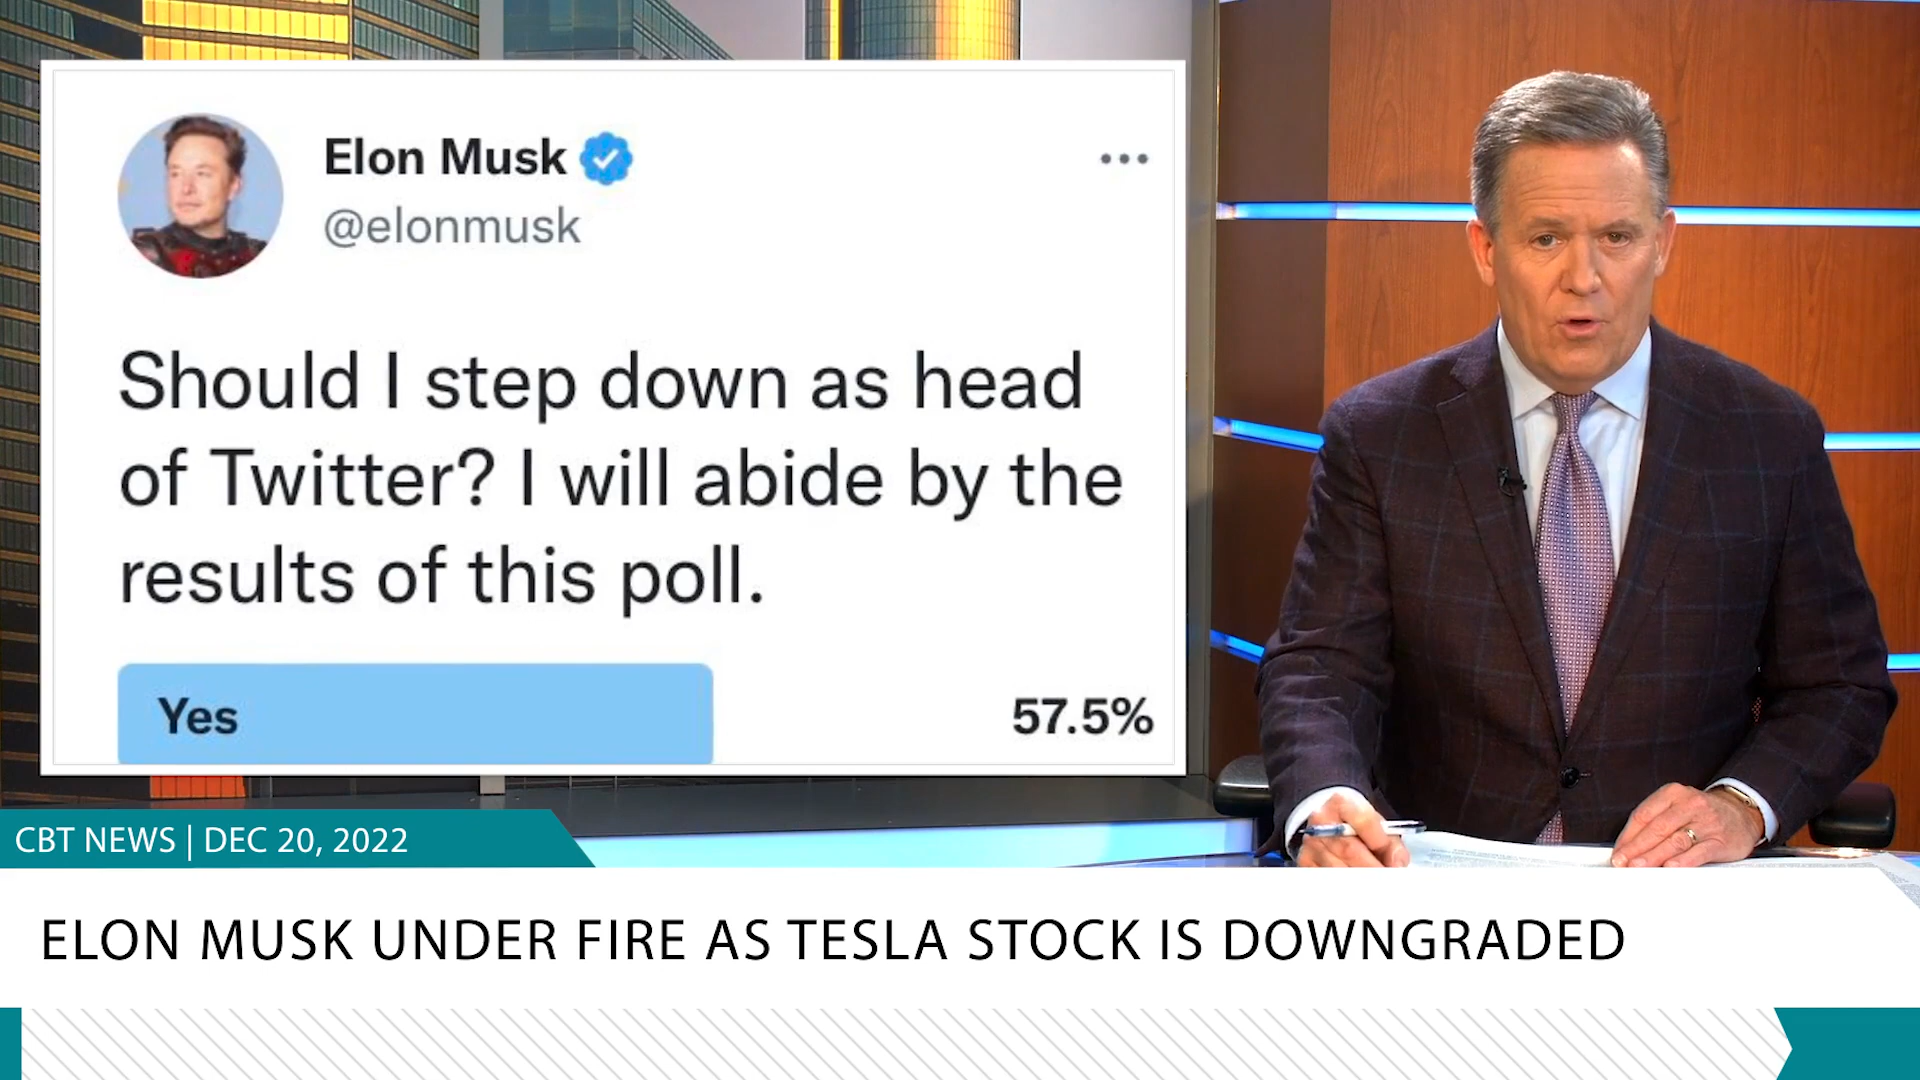 Elon Musk
@elonmusk
Should I step down as head
of Twitter? I will abide by the
results of this poll.
Yes 57.5%
CBT NEWS | DEC 20, 2022
ELON MUSK UNDER FIRE AS TESLA STOCK IS DOWNGRADED